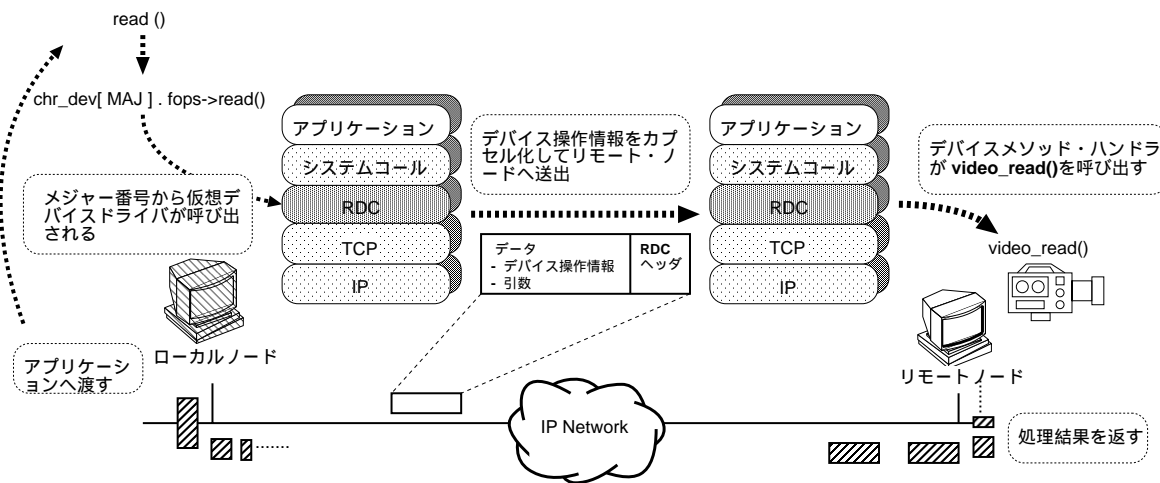 read ()
chr_dev[ MAJ ] . fops->read()
メジャー番号から仮想デ
バイスドライバが呼び出
される
アプリケーション
システムコール
RDC
TCP
IP
デバイス操作情報をカプ
セル化してリモート・ノ
ードへ送出
データ
- デバイス操作情報
- 引数
RDC
ヘッダ
アプリケーション
システムコール
RDC
TCP
IP
デバイスメソッド・ハンドラ
が video_read()を呼び出す
video_read()
ローカルノード
アプリケーシ
ョンへ渡す
リモートノード
IP Network
処理結果を返す